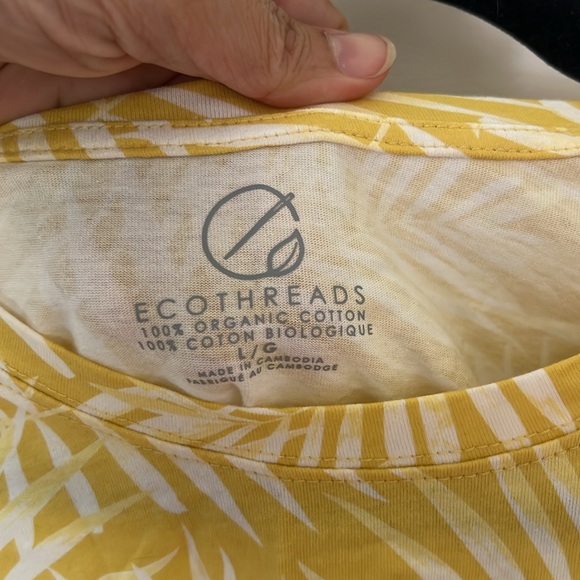 ECOTHREADS
100% ORGANIC COTTON
100% COTON BIOLOGIQUE
L/G
MADE IN CAMBODIA
FABRIQUÉ AU CAMBODGE